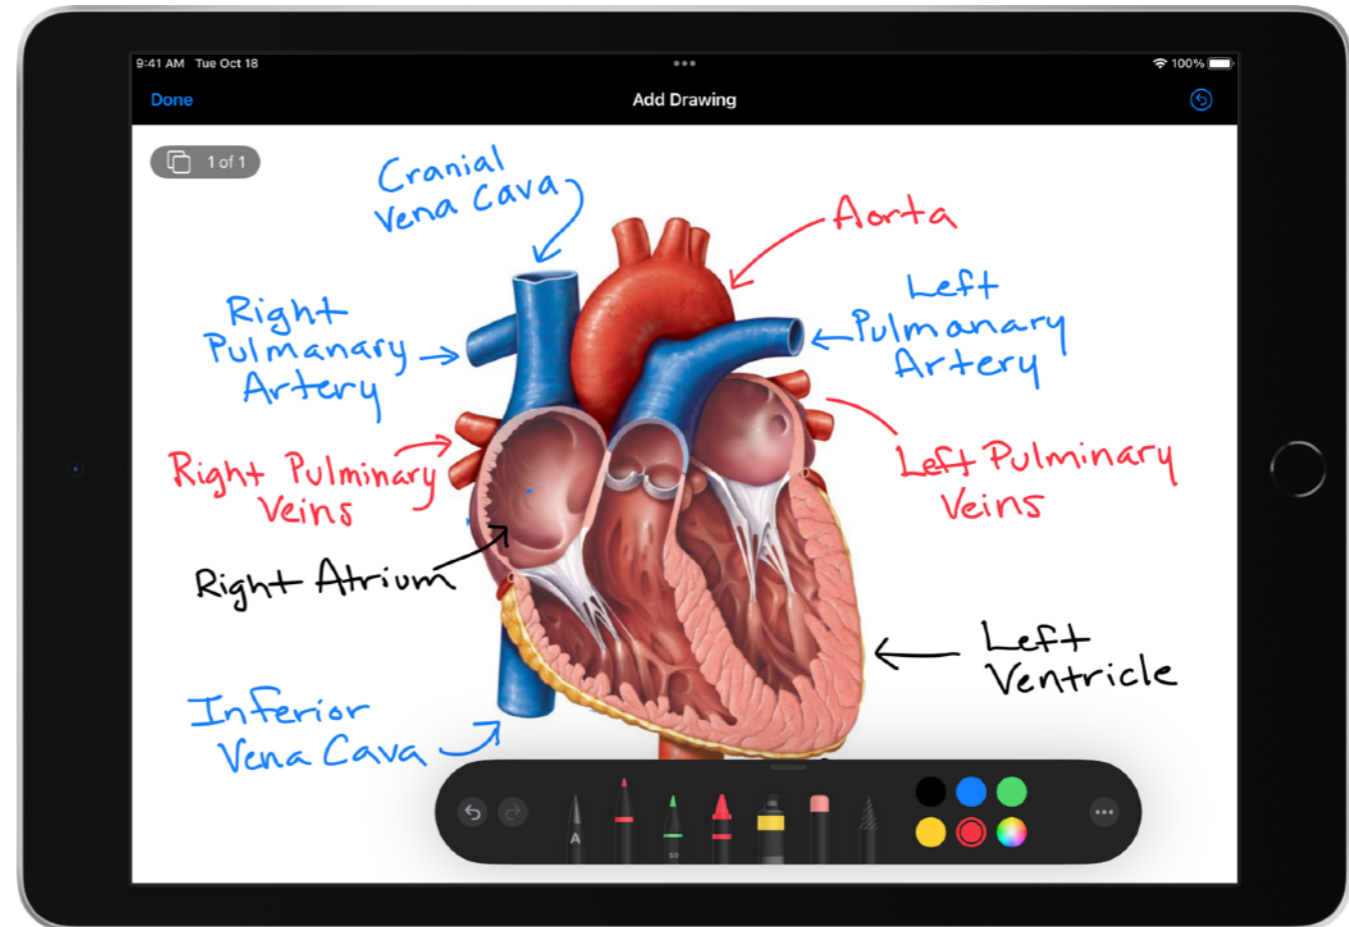 9:41 AM Tue Oct 18
100%
Done
Add Drawing
1 of 1
Cranial
Vena Cava
Aorta
Right
Pulmanary
Artery
Left
Pulmanary
Artery
Right Pulminary
Veins
Left Pulminary
Veins
Right Atrium
Left
Ventricle
Inferior
Vena Cava
A
50